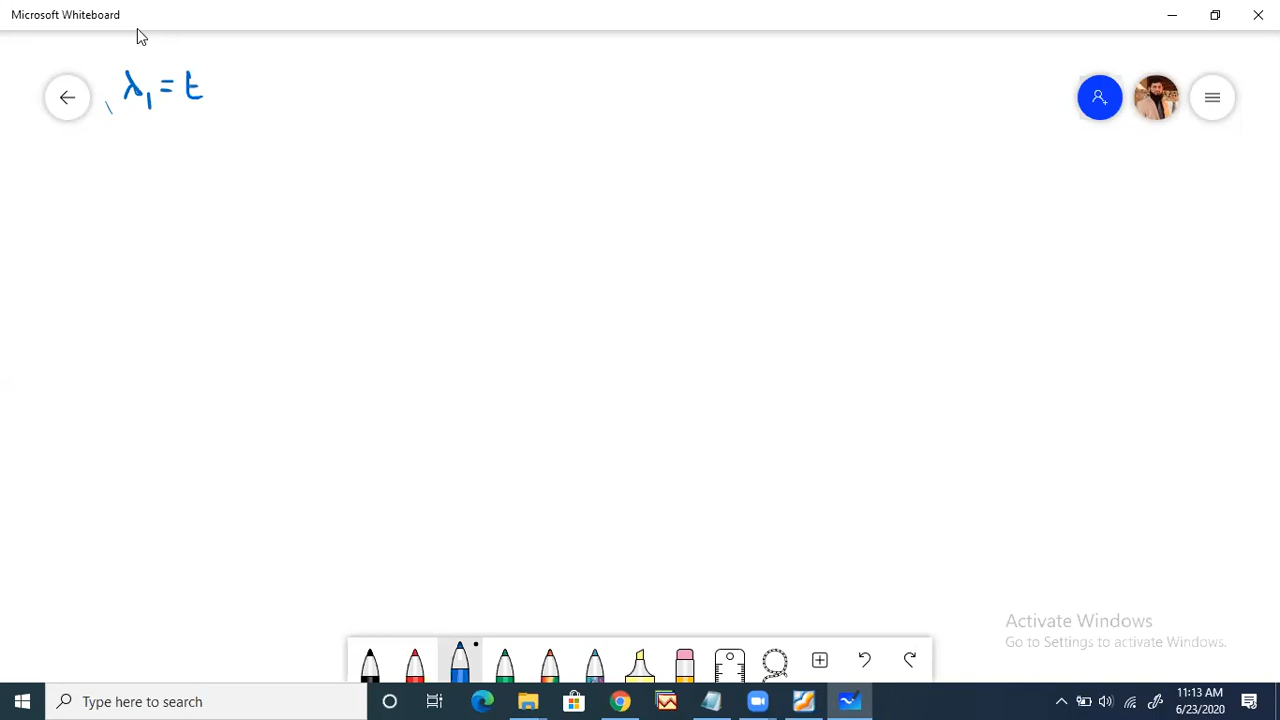 Microsoft Whiteboard
λ₁ = t
Activate Windows
Go to Settings to activate Windows.
Type here to search
11:13 AM
6/23/2020